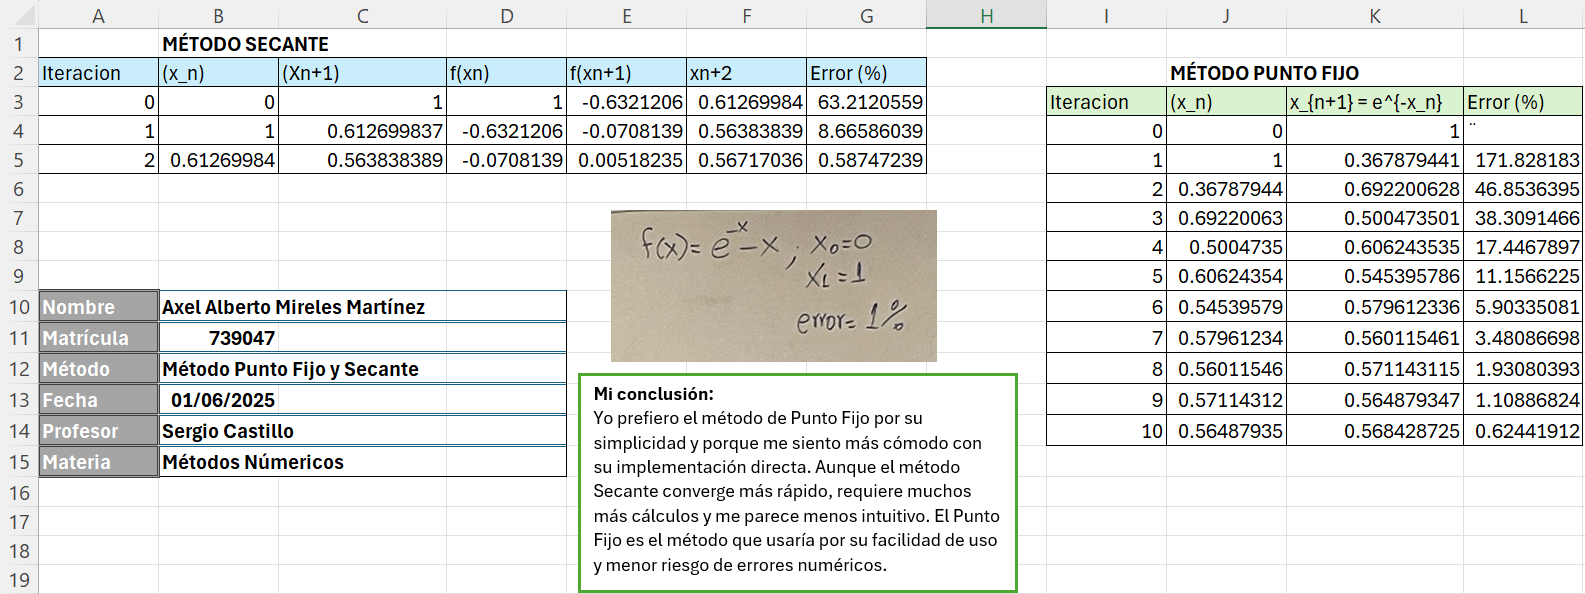 A B C D E F G H I J K L
1 MÉTODO SECANTE
2 Iteracion (x_n) (Xn+1) f(xn) f(xn+1) xn+2 Error (%) MÉTODO PUNTO FIJO
3 0 0 1 1 -0.6321206 0.61269984 63.2120559 Iteracion (x_n) x_{n+1} = e^{-x_n} Error (%)
4 1 1 0.612699837 -0.6321206 -0.0708139 0.56383839 8.66586039 0 0 1 ¨
5 2 0.61269984 0.563838389 -0.0708139 0.00518235 0.56717036 0.58747239 1 1 0.367879441 171.828183
6 2 0.36787944 0.692200628 46.8536395
7 3 0.69220063 0.500473501 38.3091466
8 4 0.5004735 0.606243535 17.4467897
9 5 0.60624354 0.545395786 11.1566225
10 Nombre Axel Alberto Mireles Martínez 6 0.54539579 0.579612336 5.90335081
11 Matrícula 739047 7 0.57961234 0.560115461 3.48086698
12 Método Método Punto Fijo y Secante 8 0.56011546 0.571143115 1.93080393
13 Fecha 01/06/2025 9 0.57114312 0.564879347 1.10886824
14 Profesor Sergio Castillo 10 0.56487935 0.568428725 0.62441912
15 Materia Métodos Númericos
16
17
18
19
f(x)= e^-x - x ; x₀=0
x₁=1
error= 1%
Mi conclusión:
Yo prefiero el método de Punto Fijo por su
simplicidad y porque me siento más cómodo con
su implementación directa. Aunque el método
Secante converge más rápido, requiere muchos
más cálculos y me parece menos intuitivo. El Punto
Fijo es el método que usaría por su facilidad de uso
y menor riesgo de errores numéricos.